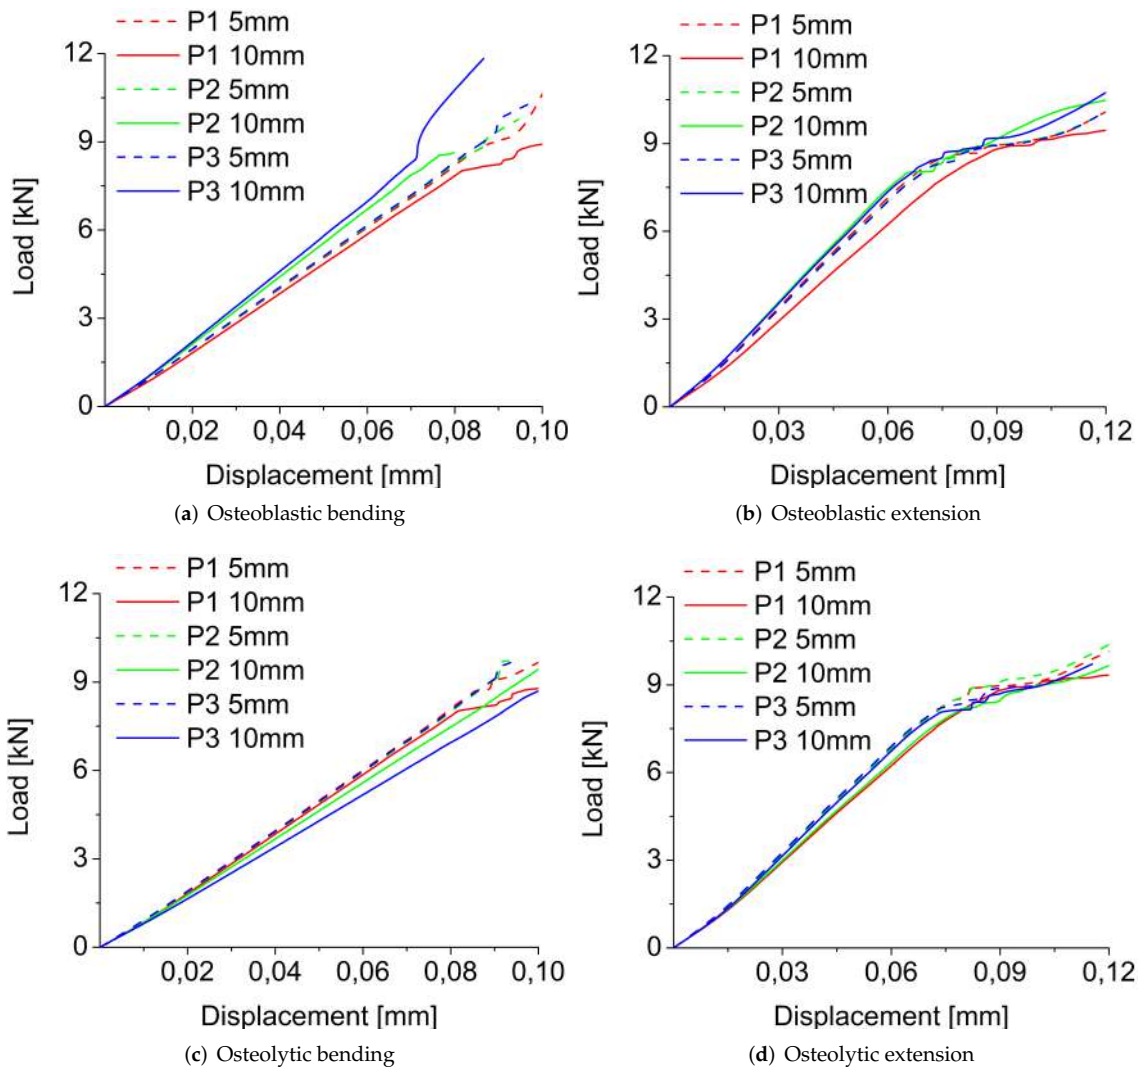 P1 5mm
P1 10mm
P2 5mm
P2 10mm
P3 5mm
P3 10mm
12
9
6
3
0
Load [kN]
0,02 0,04 0,06 0,08 0,10
Displacement [mm]
(a) Osteoblastic bending
P1 5mm
P1 10mm
P2 5mm
P2 10mm
P3 5mm
P3 10mm
12
9
6
3
0
Load [kN]
0,03 0,06 0,09 0,12
Displacement [mm]
(b) Osteoblastic extension
P1 5mm
P1 10mm
P2 5mm
P2 10mm
P3 5mm
P3 10mm
12
9
6
3
0
Load [kN]
0,02 0,04 0,06 0,08 0,10
Displacement [mm]
(c) Osteolytic bending
P1 5mm
P1 10mm
P2 5mm
P2 10mm
P3 5mm
P3 10mm
12
9
6
3
0
Load [kN]
0,03 0,06 0,09 0,12
Displacement [mm]
(d) Osteolytic extension